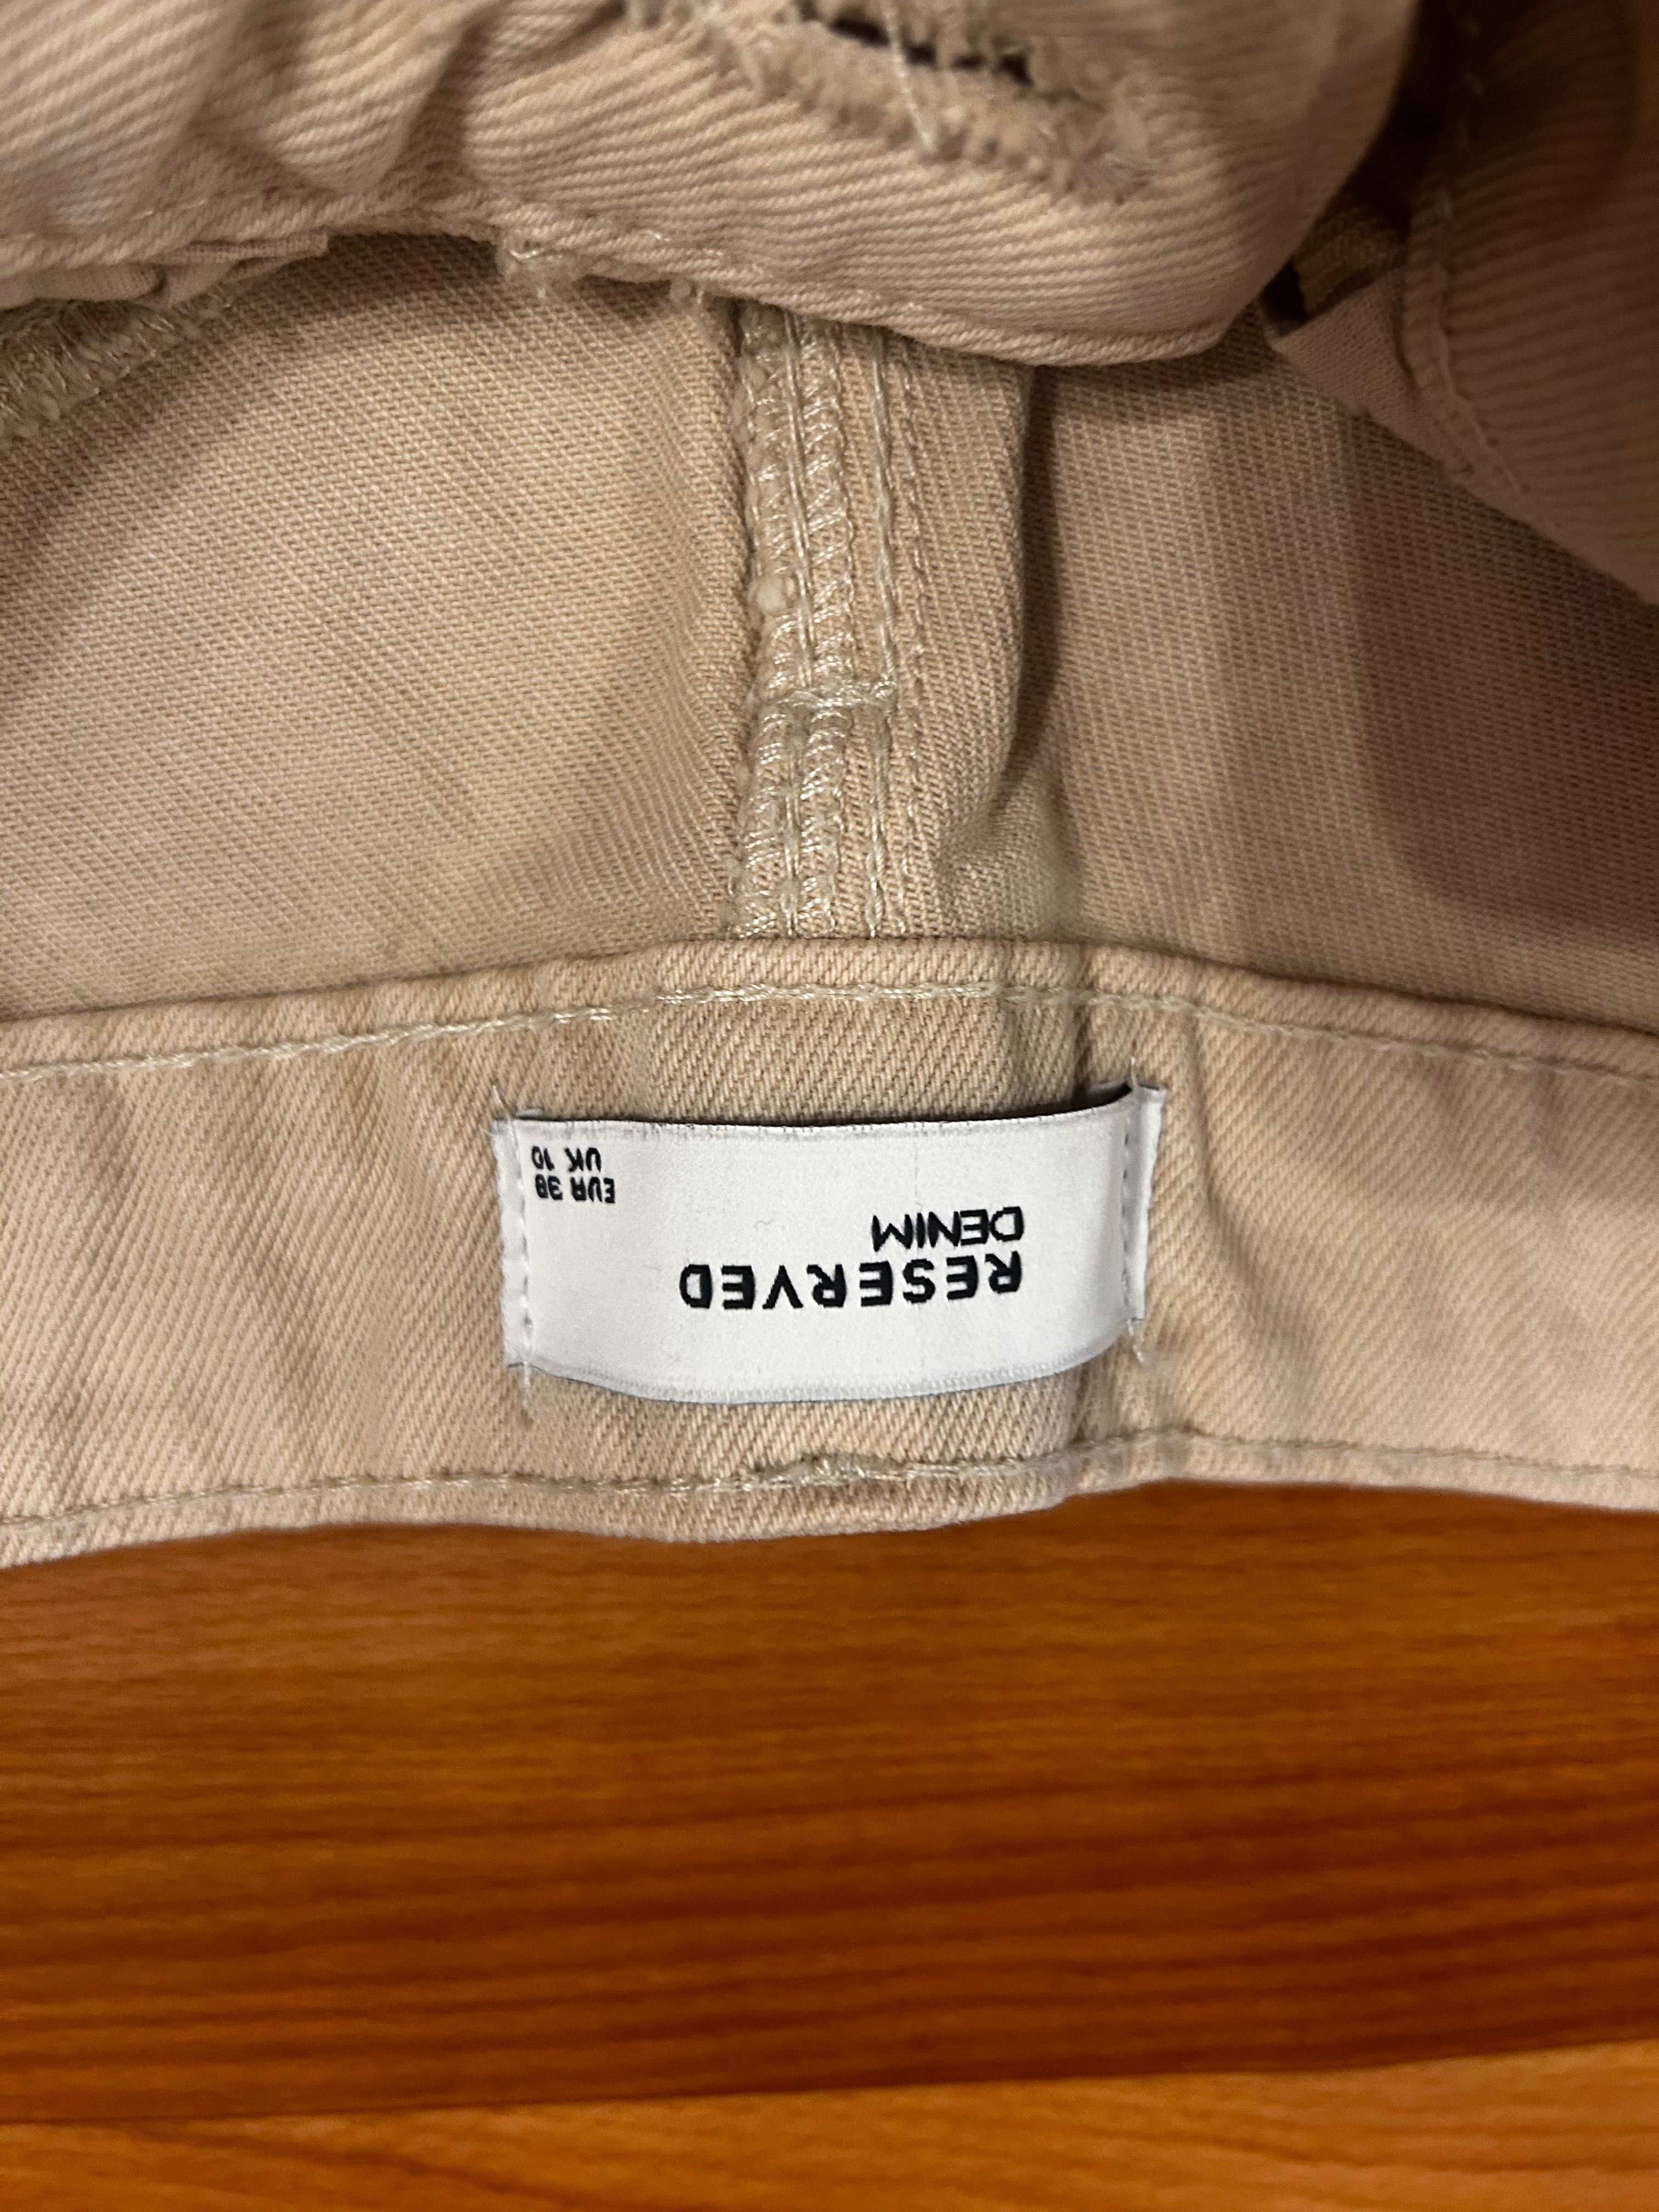 RESERVED
DENIM
EUR 38
UK 10